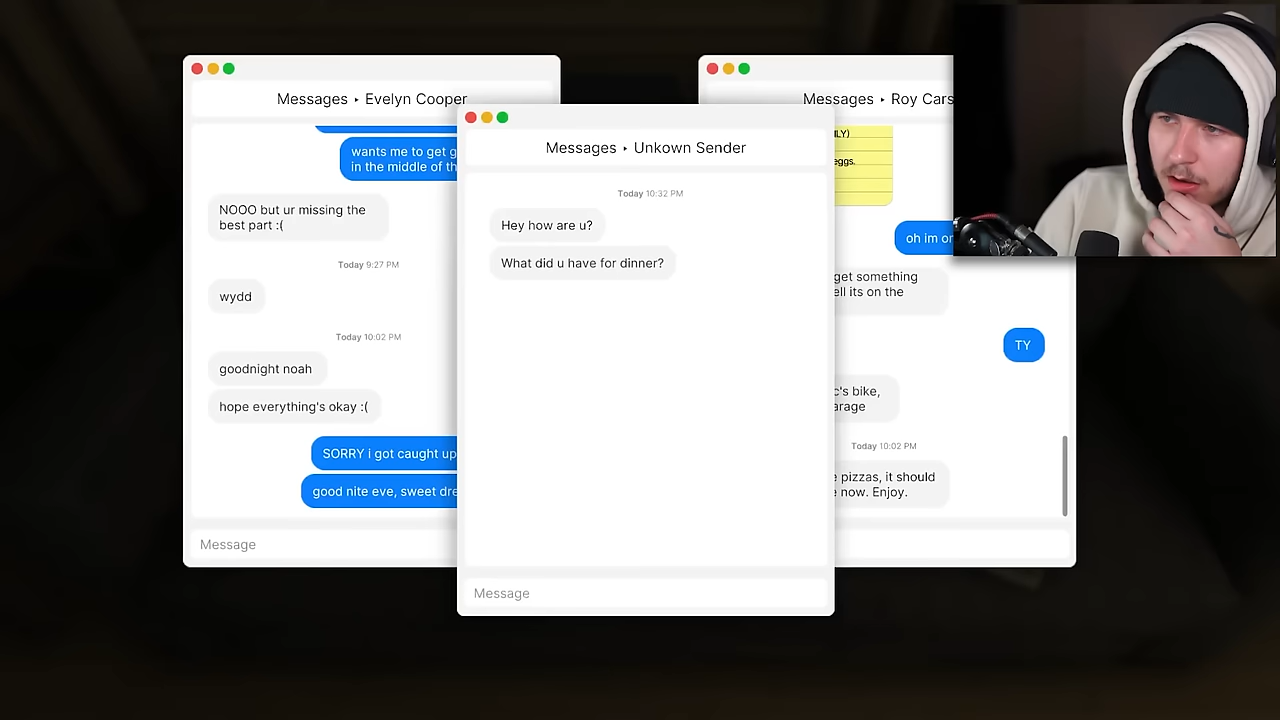 Messages ▸ Evelyn Cooper
wants me to get g
in the middle of th
NOOO but ur missing the
best part :(
Today 9:27 PM
wydd
Today 10:02 PM
goodnight noah
hope everything's okay :(
SORRY i got caught up
good nite eve, sweet dre
Message
Messages ▸ Unkown Sender
Today 10:32 PM
Hey how are u?
What did u have for dinner?
Message
Messages ▸ Roy Cars
ILY)
eggs.
oh im or
get something
ell its on the
TY
c's bike,
arage
Today 10:02 PM
e pizzas, it should
e now. Enjoy.